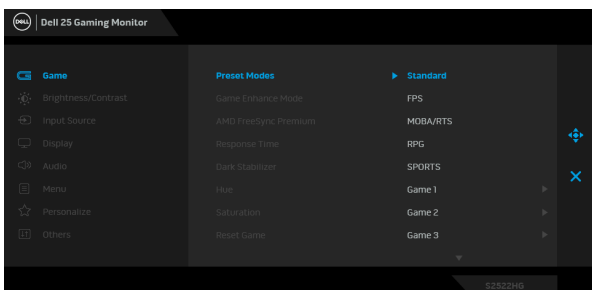 DELL Dell 25 Gaming Monitor
Game
Brightness/Contrast
Input Source
Display
Audio
Menu
Personalize
Others
Preset Modes
Game Enhance Mode
AMD FreeSync Premium
Response Time
Dark Stabilizer
Hue
Saturation
Reset Game
Standard
FPS
MOBA/RTS
RPG
SPORTS
Game 1
Game 2
Game 3
S2522HG